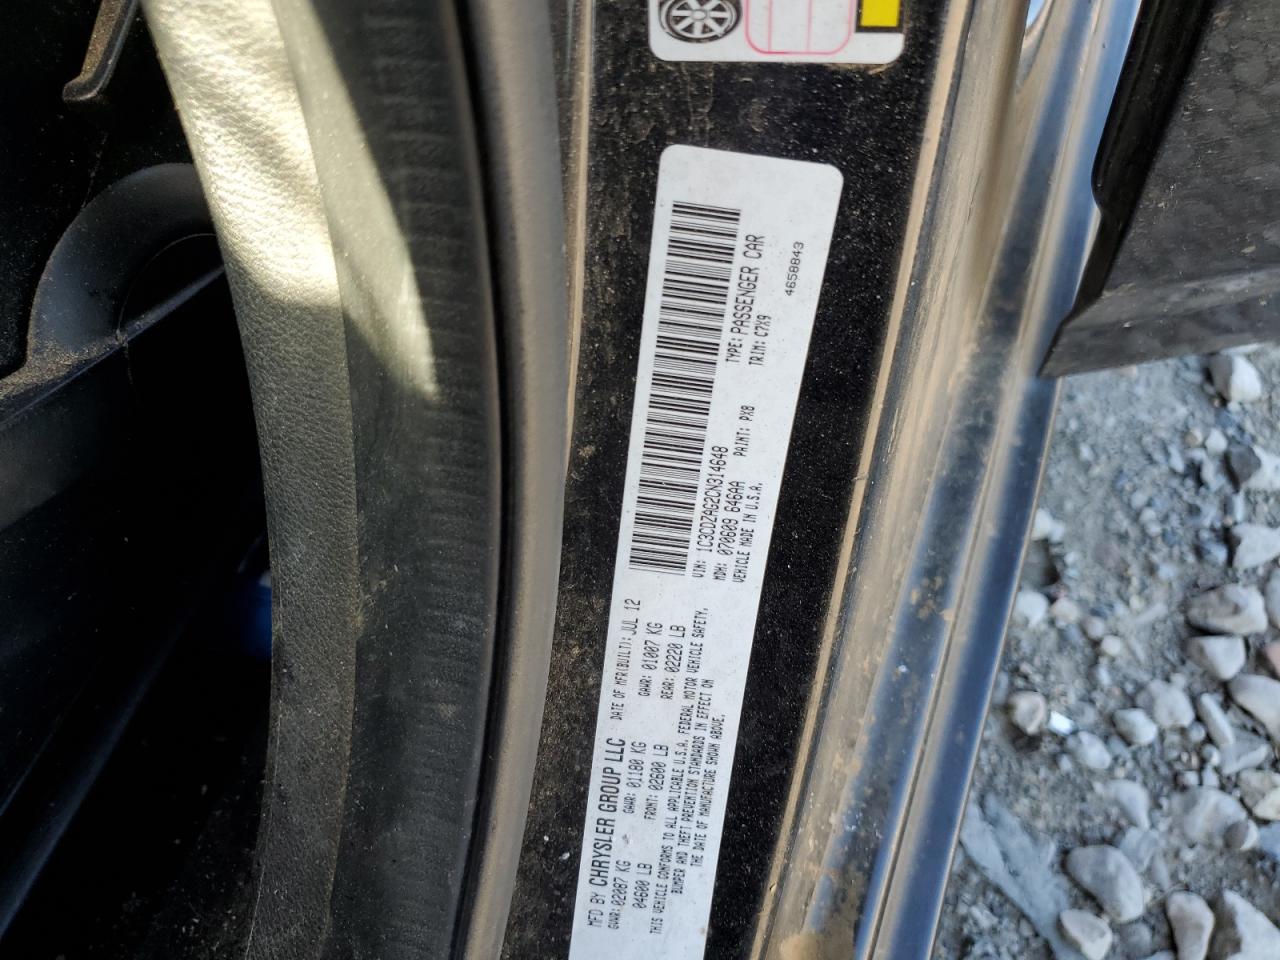 MFD BY CHRYSLER GROUP LLC DATE OF MFR(BUILT): JUL 12
GVWR: 02087 KG GAWR: 01180 KG GAWR: 01007 KG
04600 LB FRONT: 02600 LB REAR: 02220 LB
THIS VEHICLE CONFORMS TO ALL APPLICABLE U.S.A. FEDERAL MOTOR VEHICLE SAFETY,
BUMPER AND THEFT PREVENTION STANDARDS IN EFFECT ON
THE DATE OF MANUFACTURE SHOWN ABOVE.
VIN: 1C3CDZAG2CN314648 TYPE: PASSENGER CAR
MDH: 070609 646AA PAINT: PX8 TRIM: C7X9
VEHICLE MADE IN U.S.A.
4658843